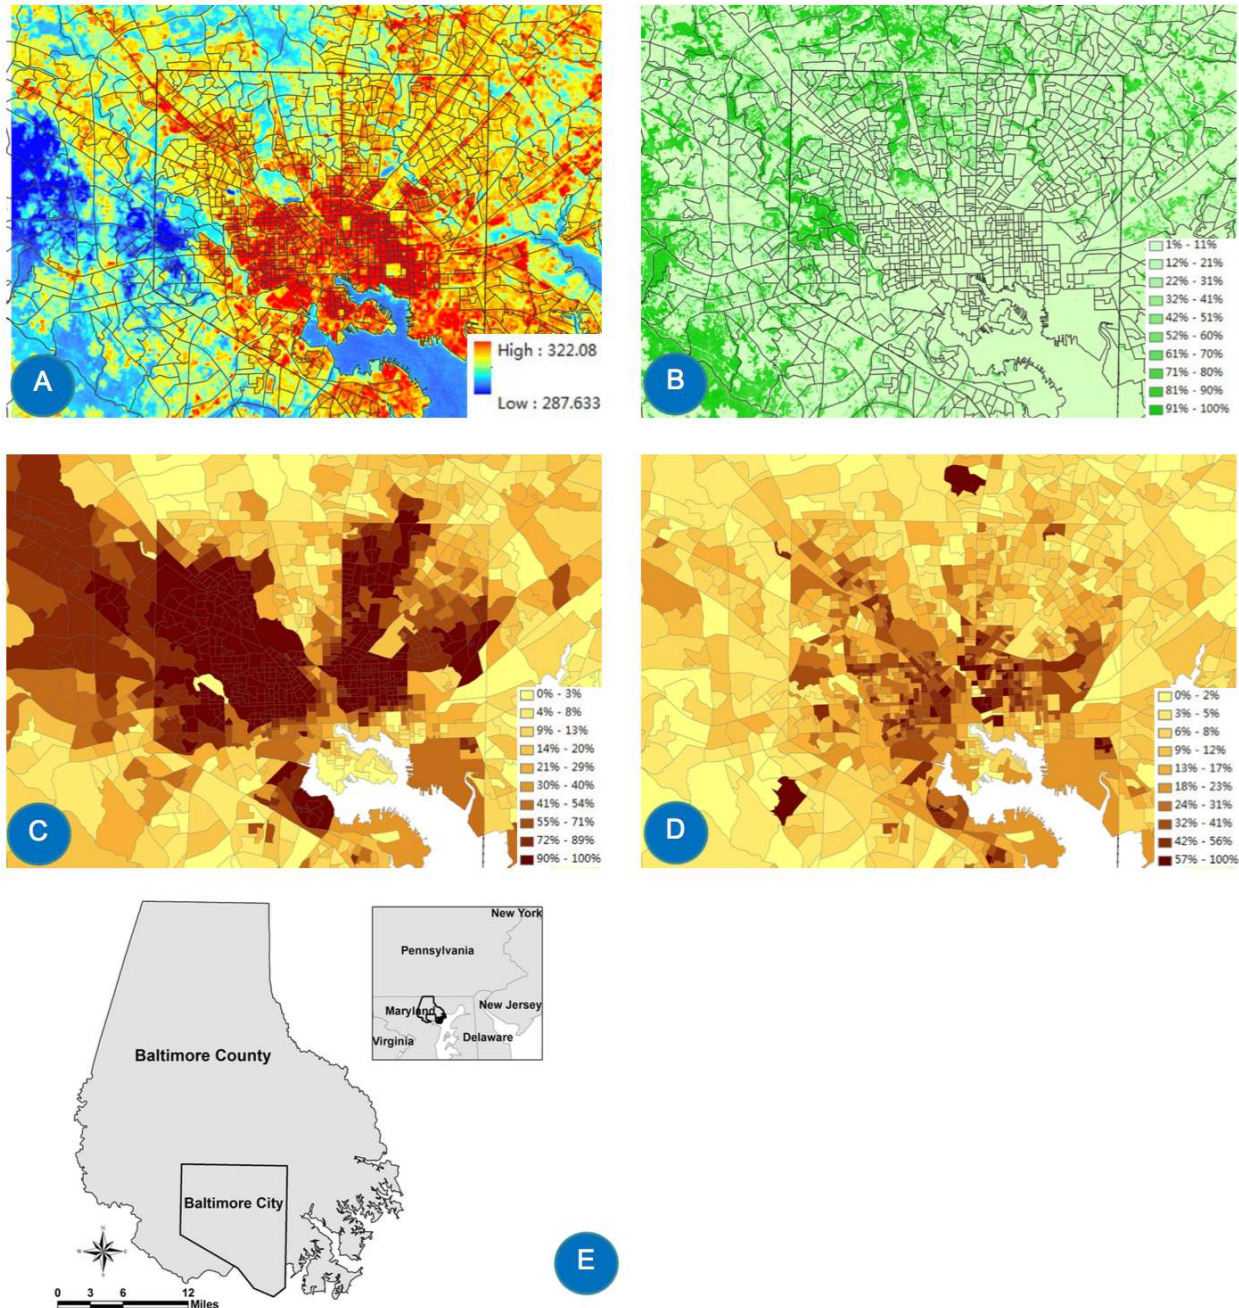 High : 322.08
Low : 287.633
A
1% - 11%
12% - 21%
22% - 31%
32% - 41%
42% - 51%
52% - 60%
61% - 70%
71% - 80%
81% - 90%
91% - 100%
B
0% - 3%
4% - 8%
9% - 13%
14% - 20%
21% - 29%
30% - 40%
41% - 54%
55% - 71%
72% - 89%
90% - 100%
C
0% - 2%
3% - 5%
6% - 8%
9% - 12%
13% - 17%
18% - 23%
24% - 31%
32% - 41%
42% - 56%
57% - 100%
D
New York
Pennsylvania
New Jersey
Maryland
Virginia
Delaware
Baltimore County
Baltimore City
N
W E
S
0 3 6 12
Miles
E